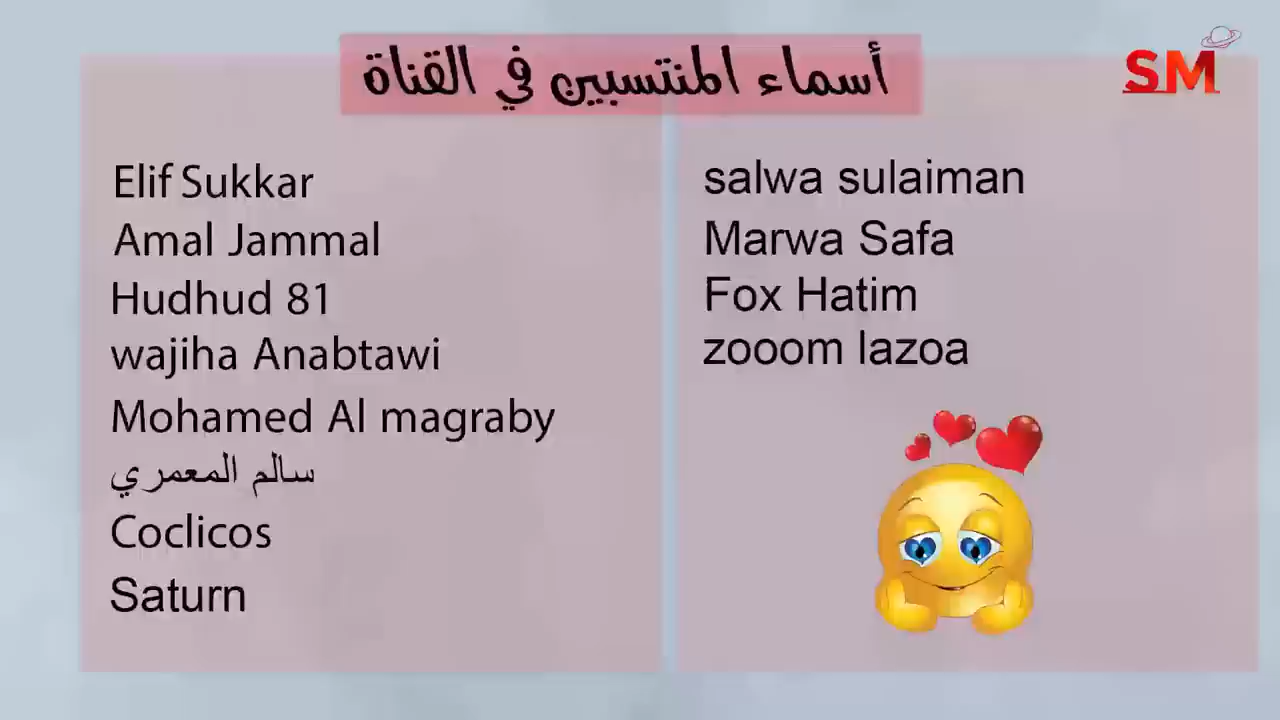 أسماء المنتسبين في القناة
SM
Elif Sukkar
Amal Jammal
Hudhud 81
wajiha Anabtawi
Mohamed Al magraby
سالم المعمري
Coclicos
Saturn
salwa sulaiman
Marwa Safa
Fox Hatim
zooom lazoa